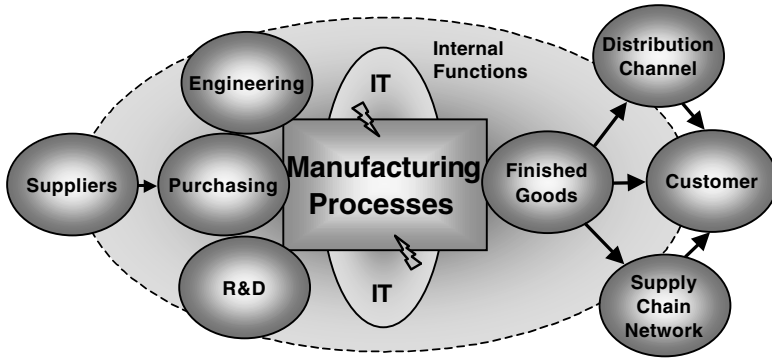 Engineering
IT
Internal
Functions
Distribution
Channel
Suppliers
Purchasing
Manufacturing
Processes
Finished
Goods
Customer
R&D
IT
Supply
Chain
Network